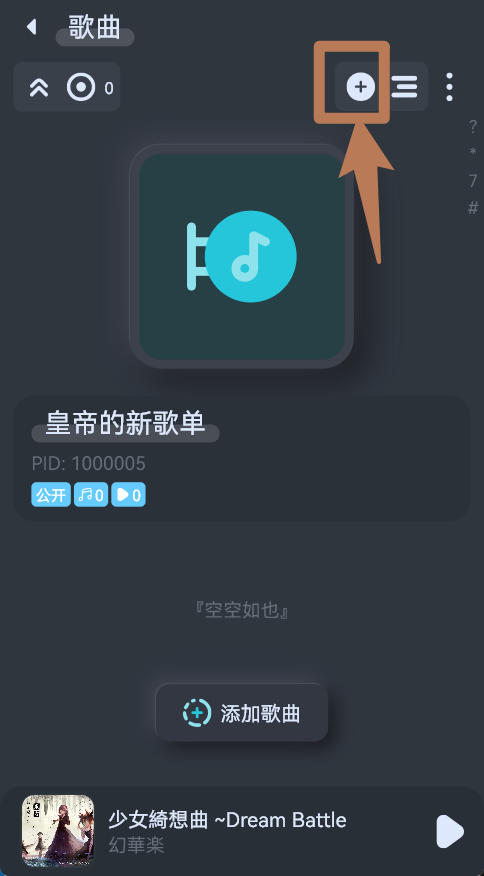 歌曲
0
?
*
7
#
皇帝的新歌单
PID: 1000005
公开 0 0
『空空如也』
添加歌曲
少女綺想曲 ~Dream Battle
幻華楽